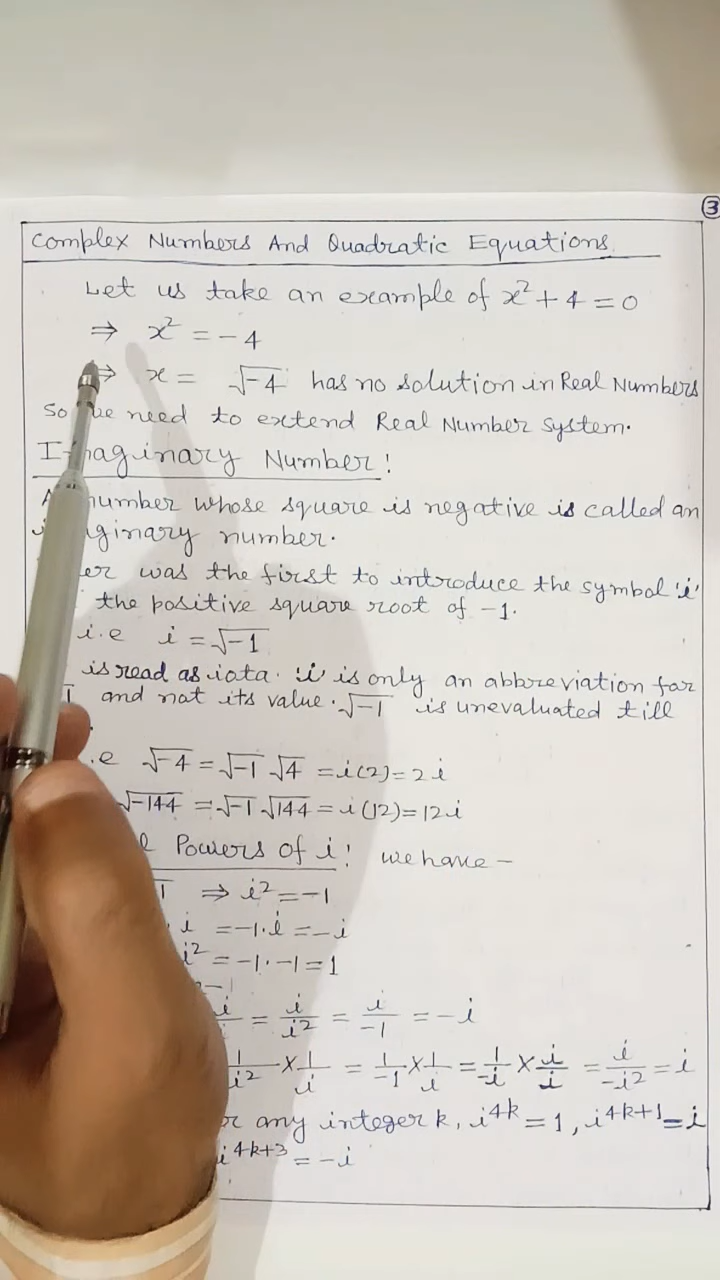 ③
Complex Numbers And Quadratic Equations.
Let us take an example of x² + 4 = 0
⇒ x² = -4
⇒ x = √-4 has no solution in Real Numbers
So we need to extend Real Number System.
Imaginary Number!
number whose square is negative is called an
ginary number.
er was the first to introduce the symbol 'i'
the positive square root of -1.
i.e i = √-1
is read as iota. 'i' is only an abbreviation for
and not its value. √-1 is unevaluated till
.e √-4 = √-1 √4 = i(2) = 2i
√-144 = √-1 √144 = i(12) = 12i
l Powers of i! we have -
⇒ i² = -1
i = -1·i = -i
i² = -1·-1 = 1
= i/i² = i/-1 = -i
1/i² × 1/i = 1/-1 × 1/i = 1/-i × i/i = i/-i² = i
r any integer k, i^4k = 1, i^4k+1 = i
i^4k+3 = -i